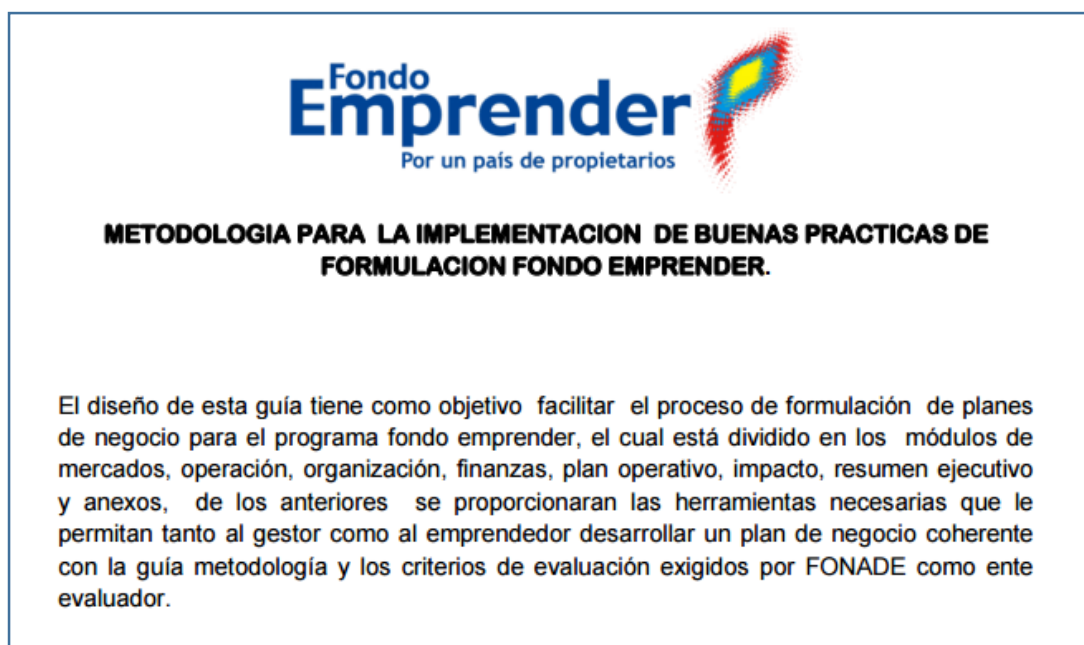 Fondo
Emprender
Por un país de propietarios
METODOLOGIA PARA LA IMPLEMENTACION DE BUENAS PRACTICAS DE
FORMULACION FONDO EMPRENDER.
El diseño de esta guía tiene como objetivo facilitar el proceso de formulación de planes
de negocio para el programa fondo emprender, el cual está dividido en los módulos de
mercados, operación, organización, finanzas, plan operativo, impacto, resumen ejecutivo
y anexos, de los anteriores se proporcionaran las herramientas necesarias que le
permitan tanto al gestor como al emprendedor desarrollar un plan de negocio coherente
con la guía metodología y los criterios de evaluación exigidos por FONADE como ente
evaluador.